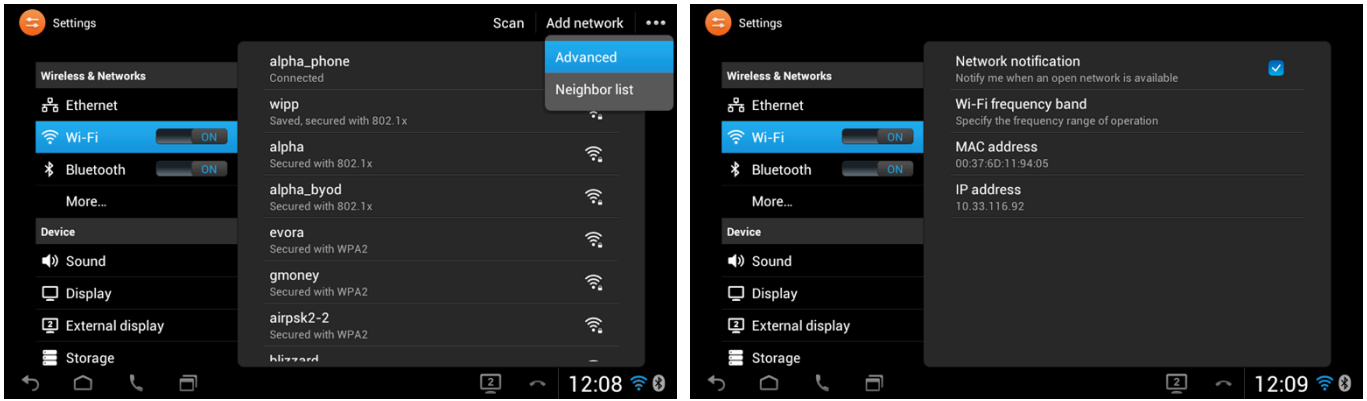 Settings
Scan
Add network
Advanced
Neighbor list
Wireless & Networks
Ethernet
Wi-Fi
ON
Bluetooth
ON
More...
Device
Sound
Display
2
External display
Storage
alpha_phone
Connected
wipp
Saved, secured with 802.1x
alpha
Secured with 802.1x
alpha_byod
Secured with 802.1x
evora
Secured with WPA2
gmoney
Secured with WPA2
airpsk2-2
Secured with WPA2
blizzard
2
12:08
Settings
Wireless & Networks
Ethernet
Wi-Fi
ON
Bluetooth
ON
More...
Device
Sound
Display
2
External display
Storage
Network notification
Notify me when an open network is available
Wi-Fi frequency band
Specify the frequency range of operation
MAC address
00:37:6D:11:94:05
IP address
10.33.116.92
2
12:09